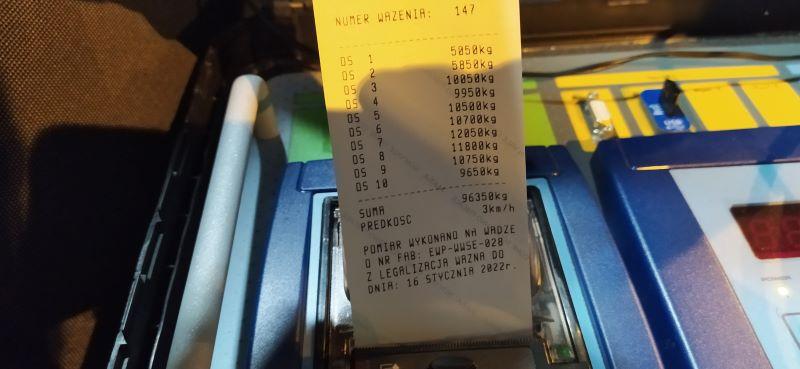 NUMER WAZENIA: 147
OS 1 5050kg
OS 2 5850kg
OS 3 10050kg
OS 4 9950kg
OS 5 10500kg
OS 6 10700kg
OS 7 12050kg
OS 8 11800kg
OS 9 10750kg
OS 10 9650kg
SUMA 96350kg
PREDKOSC 3km/h
POMIAR WYKONANO NA WADZE
O NR FAB: EWP-WWSE-028
Z LEGALIZACJA WAZNA DO
DNIA: 16 STYCZNIA 2022r.